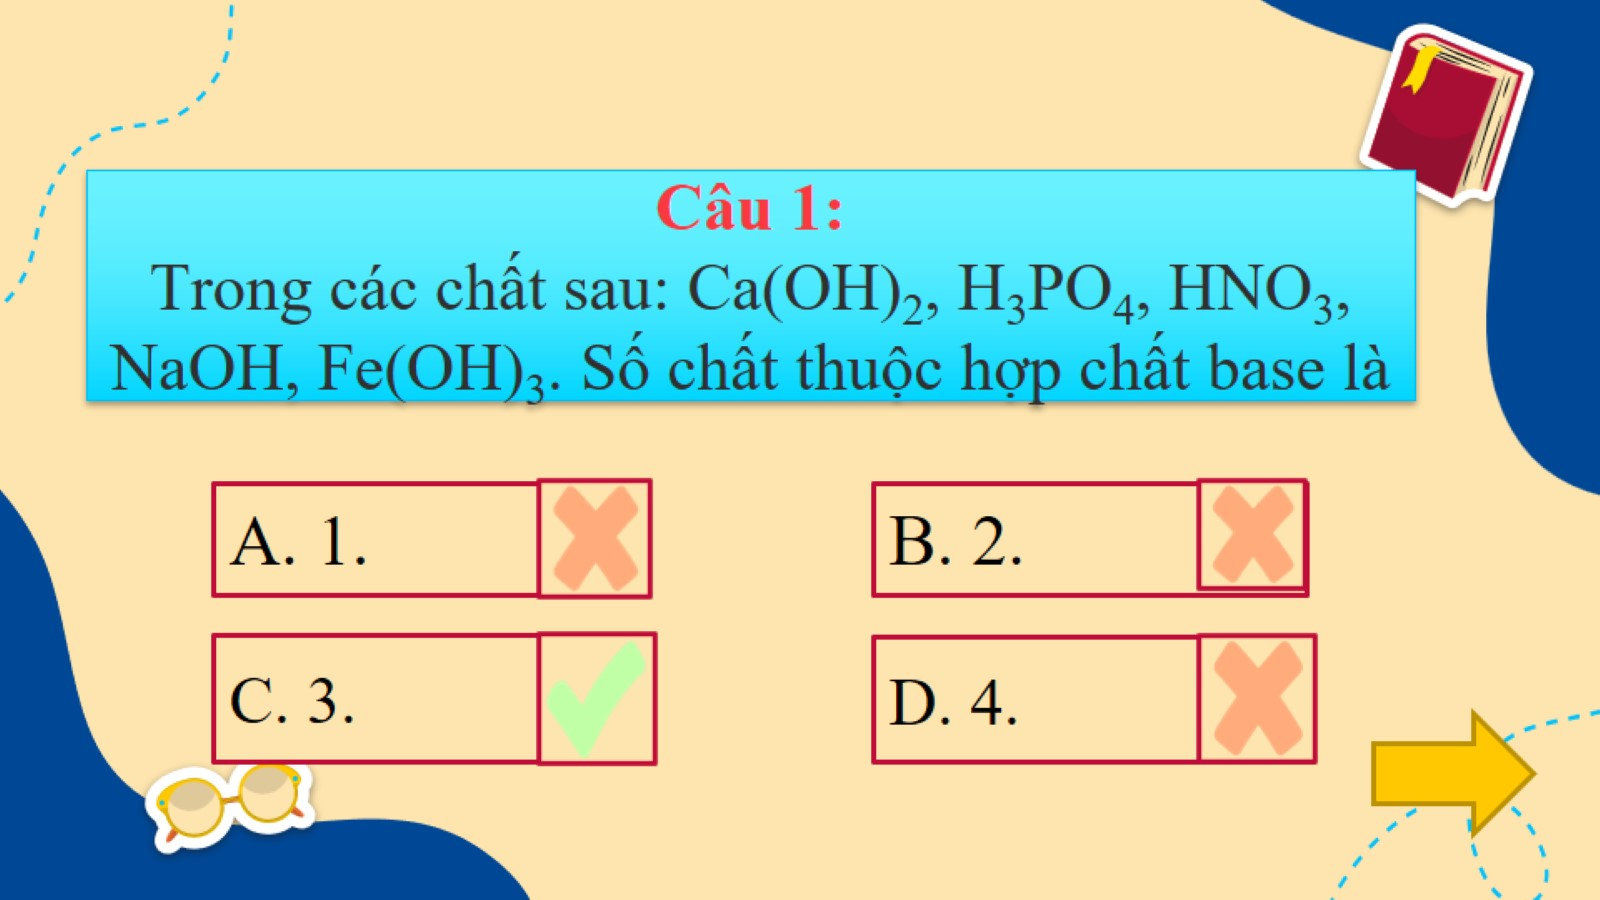 Câu 1:
Trong các chất sau: Ca(OH)₂, H₃PO₄, HNO₃,
NaOH, Fe(OH)₃. Số chất thuộc hợp chất base là
A. 1.
B. 2.
C. 3.
D. 4.